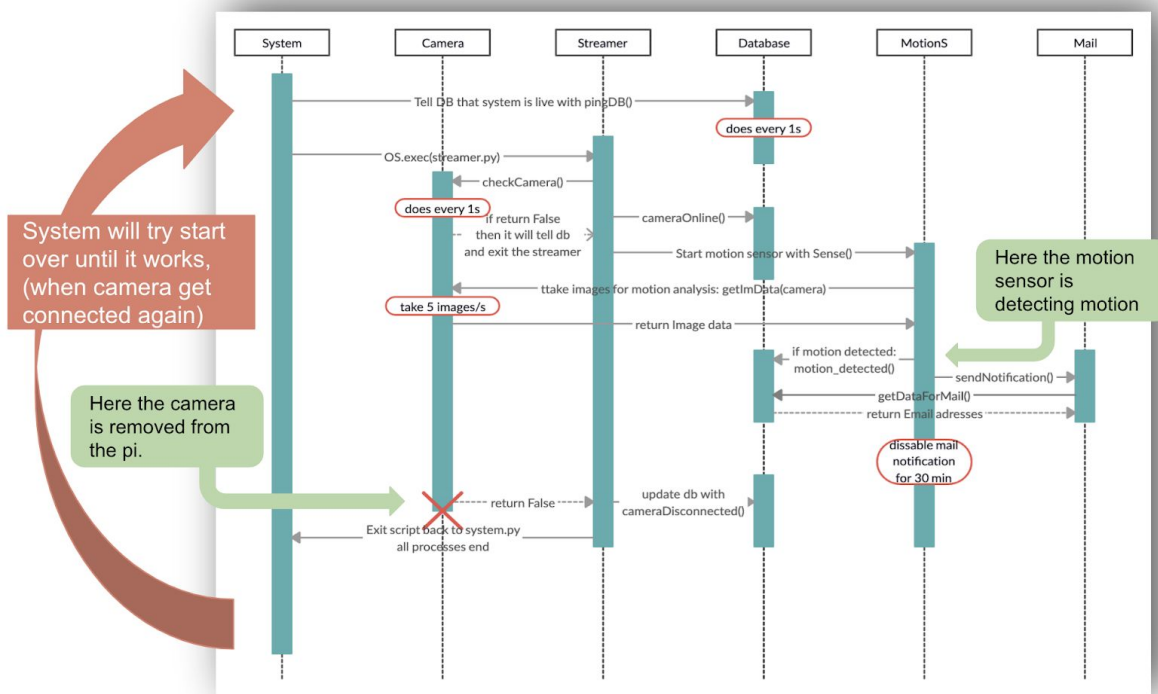 System
Camera
Streamer
Database
MotionS
Mail
Tell DB that system is live with pingDB()
does every 1s
OS.exec(streamer.py)
checkCamera()
does every 1s
if return False
then it will tell db
and exit the streamer
cameraOnline()
Start motion sensor with Sense()
ttake images for motion analysis: getImData(camera)
take 5 images/s
return Image data
if motion detected:
motion_detected()
sendNotification()
getDataForMail()
return Email adresses
dissable mail
notification
for 30 min
return False
update db with
cameraDisconnected()
Exit script back to system.py
all processes end
System will try start
over until it works,
(when camera get
connected again)
Here the motion
sensor is
detecting motion
Here the camera
is removed from
the pi.